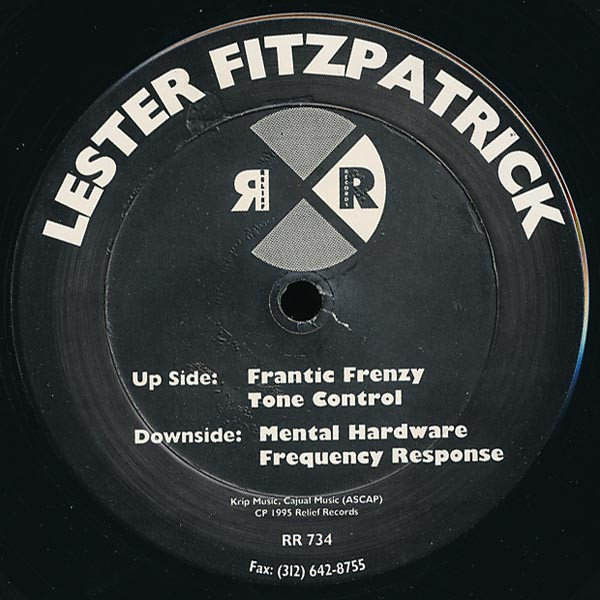 LESTER FITZPATRICK
R RELIEF RECORDS R
Up Side: Frantic Frenzy
Tone Control
Downside: Mental Hardware
Frequency Response
Krip Music, Cajual Music (ASCAP)
CP 1995 Relief Records
RR 734
Fax: (312) 642-8755